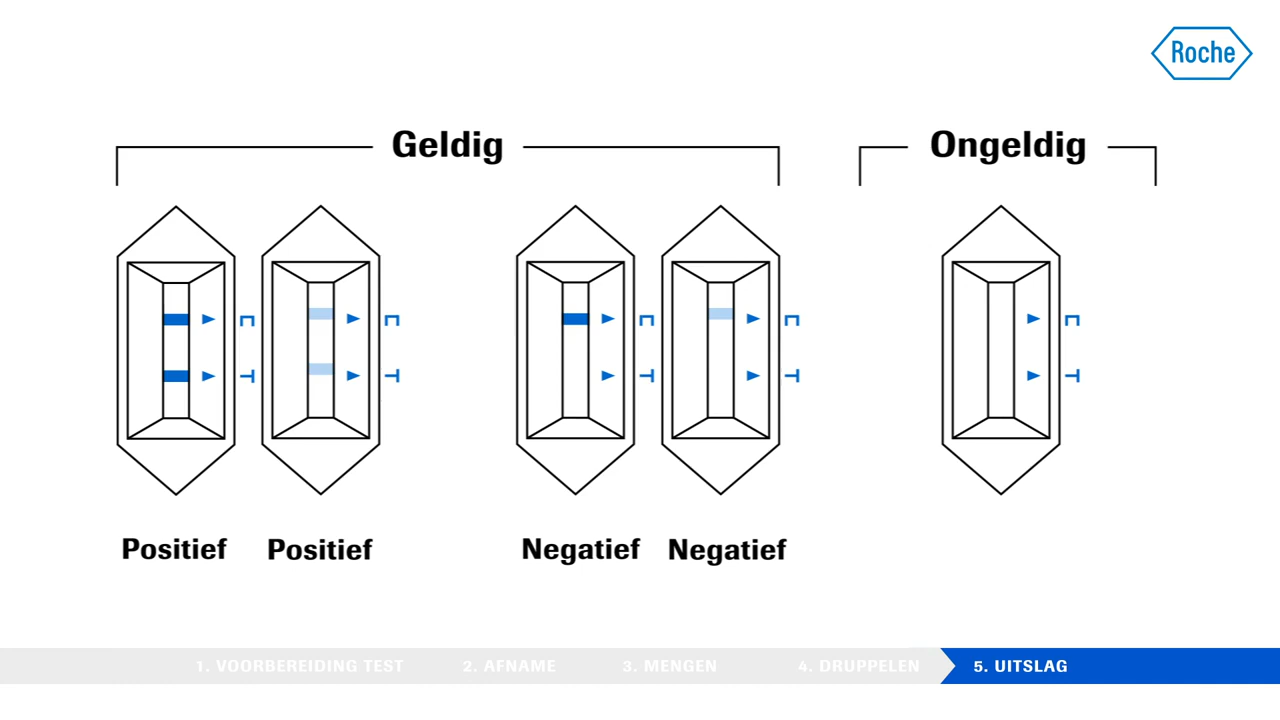 Roche
Geldig
Ongeldig
C
T
C
T
C
T
C
T
C
T
Positief
Positief
Negatief
Negatief
1. VOORBEREIDING TEST
2. AFNAME
3. MENGEN
4. DRUPPELEN
5. UITSLAG